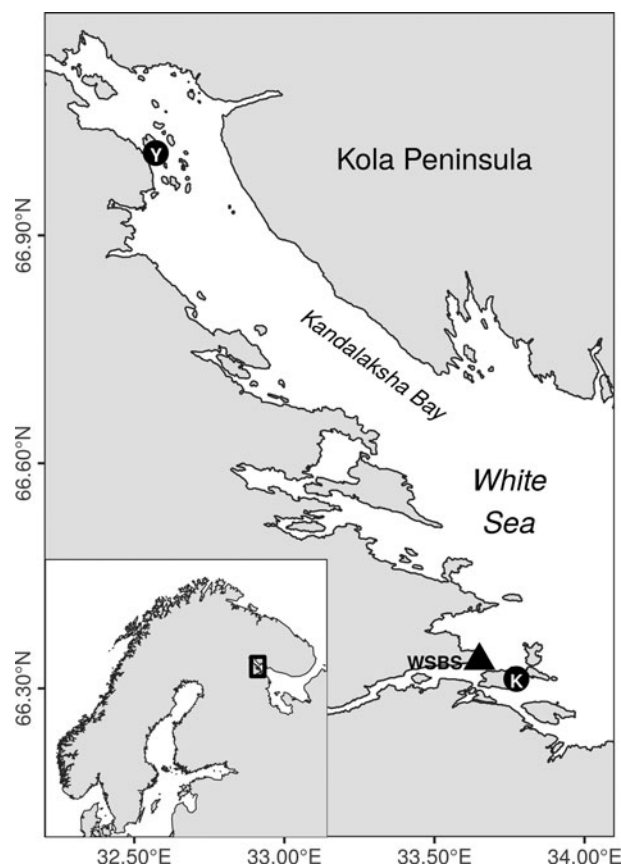 Y
Kola Peninsula
66.90°N
Kandalaksha Bay
66.60°N
White
Sea
WSBS
K
66.30°N
32.50°E 33.00°E 33.50°E 34.00°E